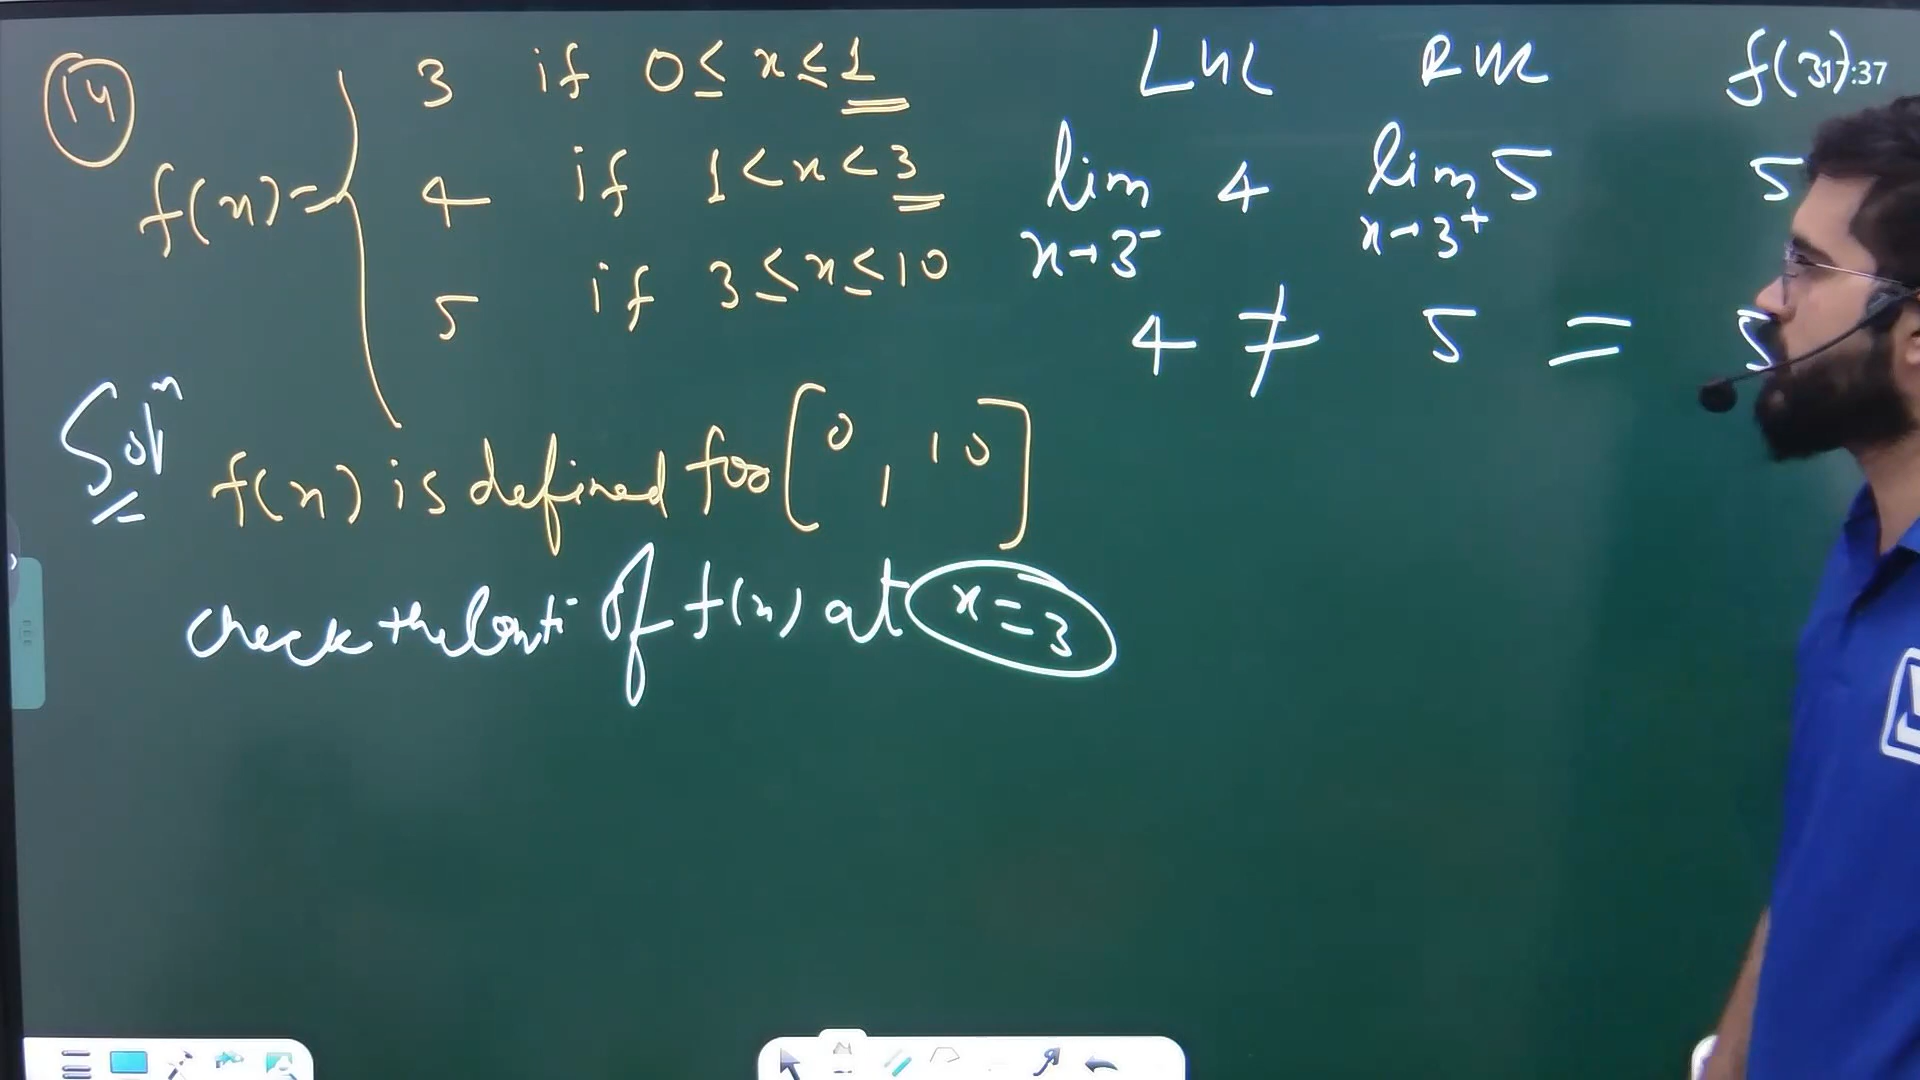 14
f(x) = 3 if 0 ≤ x ≤ 1
4 if 1 < x < 3
5 if 3 ≤ x ≤ 10
Solⁿ
f(x) is defined for [0, 10]
check the Conti of f(x) at x = 3
LHL RHL f(3)
17:37
lim x→3⁻ 4 lim x→3⁺ 5 5
4 ≠ 5 = 5